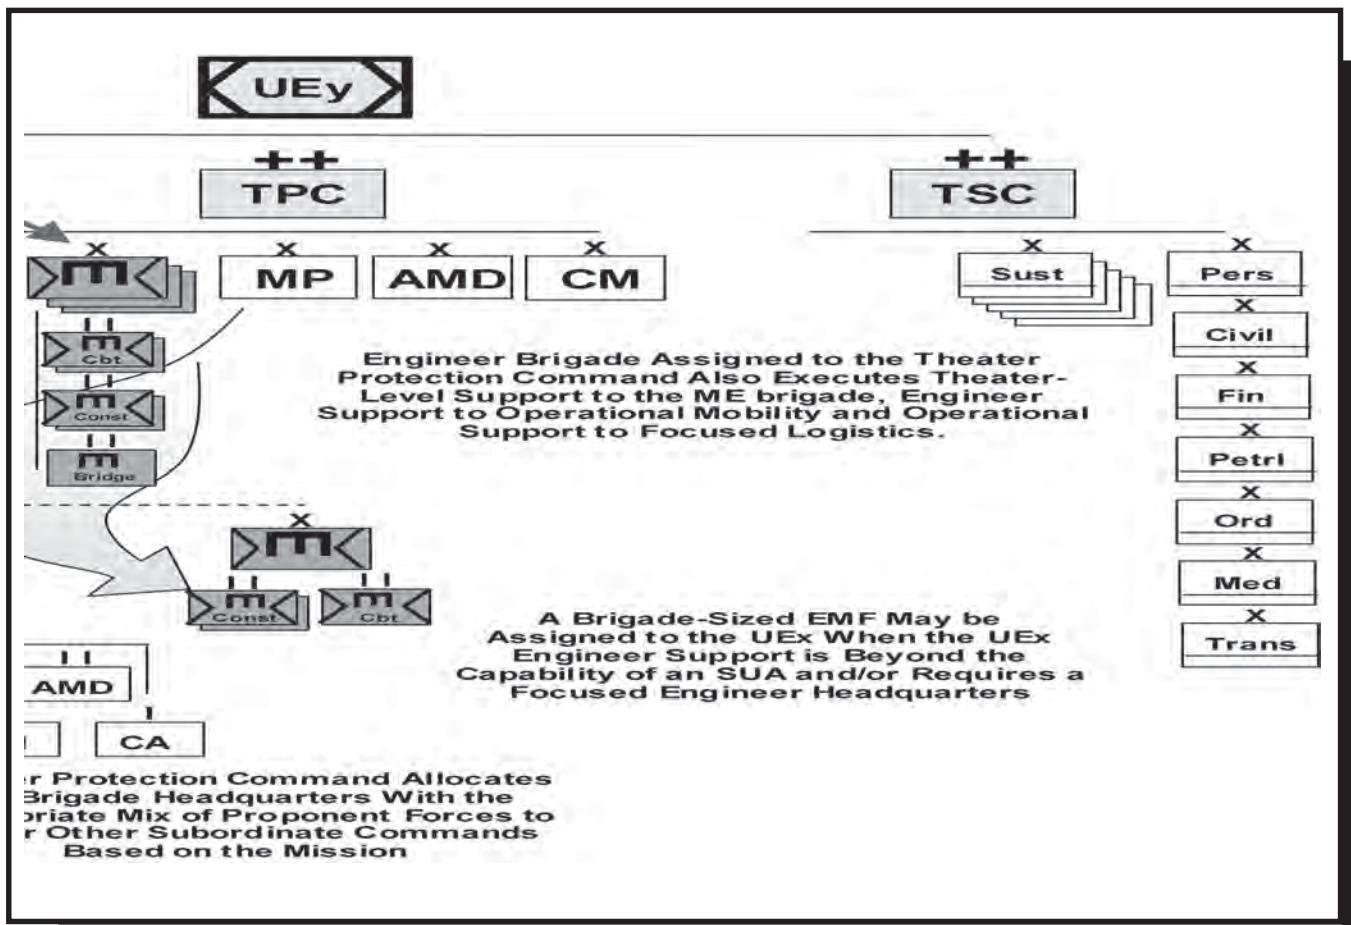 UEy
TPC
TSC
MP
AMD
CM
Sust
Pers
Civil
Fin
Petrl
Ord
Med
Trans
Cbt
Const
Bridge
Engineer Brigade Assigned to the Theater
Protection Command Also Executes Theater-
Level Support to the ME brigade, Engineer
Support to Operational Mobility and Operational
Support to Focused Logistics.
Const
Cbt
A Brigade-Sized EMF May be
Assigned to the UEx When the UEx
Engineer Support is Beyond the
Capability of an SUA and/or Requires a
Focused Engineer Headquarters
AMD
CA
r Protection Command Allocates
Brigade Headquarters With the
priate Mix of Proponent Forces to
r Other Subordinate Commands
Based on the Mission